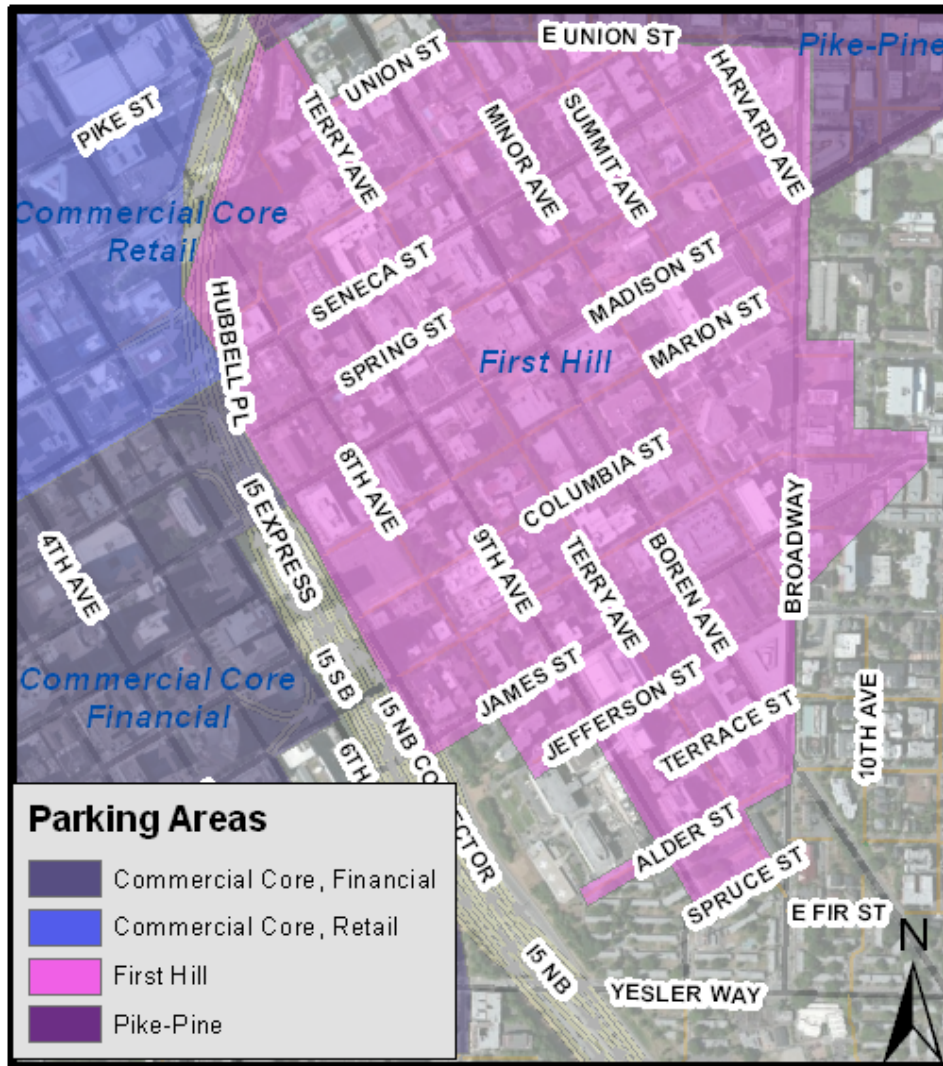 E UNION ST
Pike-Pine
UNION ST
HARVARD AVE
PIKE ST
TERRY AVE
MINOR AVE
SUMMIT AVE
Commercial Core
Retail
SENECA ST
MADISON ST
HUBBELL PL
SPRING ST
First Hill
MARION ST
8TH AVE
COLUMBIA ST
I5 EXPRESS
BROADWAY
4TH AVE
9TH AVE
TERRY AVE
BOREN AVE
Commercial Core
Financial
I5 SB
JAMES ST
JEFFERSON ST
TERRACE ST
10TH AVE
I5 NB CO
ECTOR
6TH
ALDER ST
SPRUCE ST
E FIR ST
I5 NB
YESLER WAY
N
Parking Areas
Commercial Core, Financial
Commercial Core, Retail
First Hill
Pike-Pine